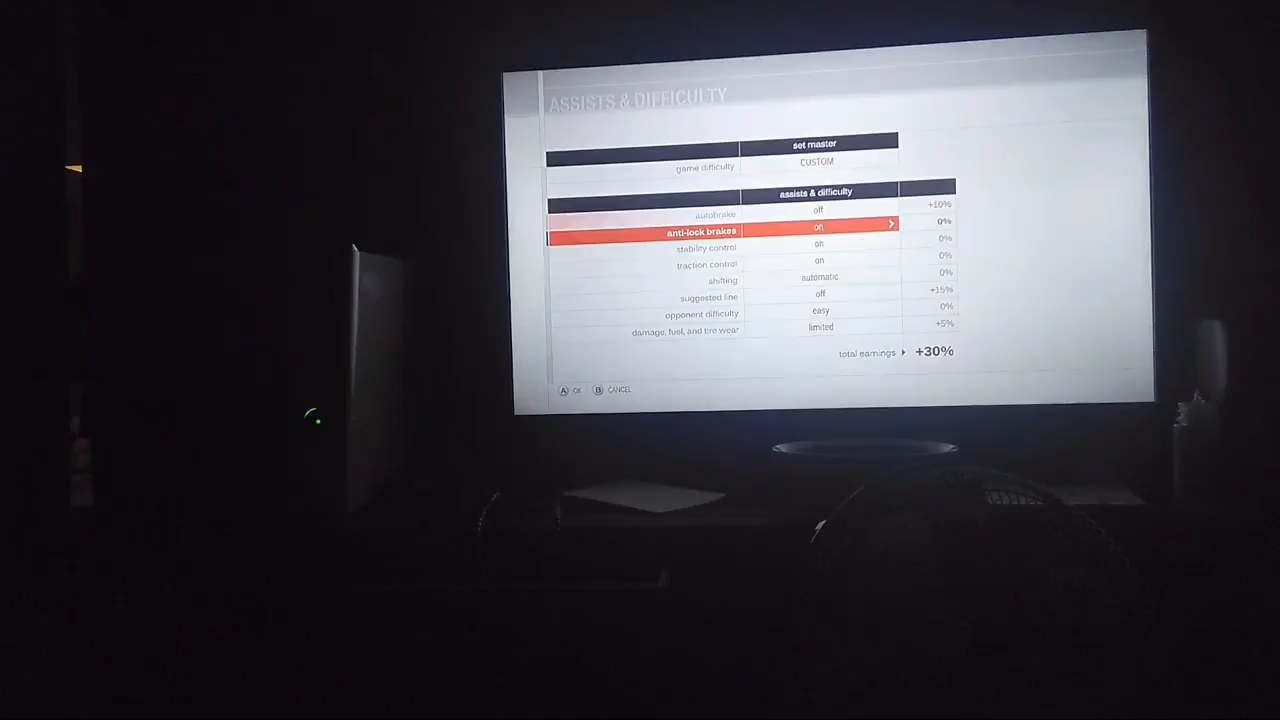 ASSISTS & DIFFICULTY
set master
game difficulty CUSTOM
assists & difficulty
autobrake off +10%
anti-lock brakes on 0%
stability control on 0%
traction control on 0%
shifting automatic 0%
suggested line off +15%
opponent difficulty easy 0%
damage, fuel, and tire wear limited +5%
total earnings +30%
A OK B CANCEL